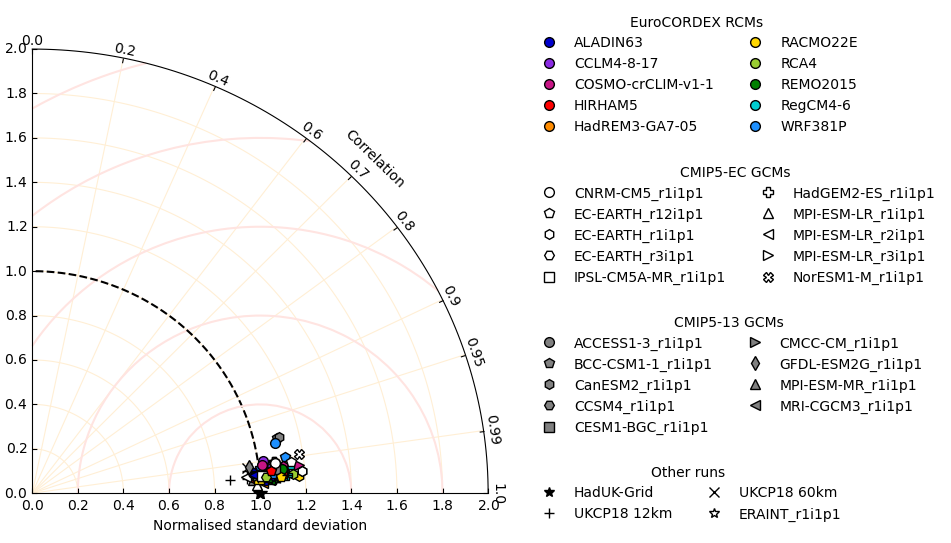 EuroCORDEX RCMs
ALADIN63 RACMO22E
CCLM4-8-17 RCA4
COSMO-crCLIM-v1-1 REMO2015
HIRHAM5 RegCM4-6
HadREM3-GA7-05 WRF381P
CMIP5-EC GCMs
CNRM-CM5_r1i1p1 HadGEM2-ES_r1i1p1
EC-EARTH_r12i1p1 MPI-ESM-LR_r1i1p1
EC-EARTH_r1i1p1 MPI-ESM-LR_r2i1p1
EC-EARTH_r3i1p1 MPI-ESM-LR_r3i1p1
IPSL-CM5A-MR_r1i1p1 NorESM1-M_r1i1p1
CMIP5-13 GCMs
ACCESS1-3_r1i1p1 CMCC-CM_r1i1p1
BCC-CSM1-1_r1i1p1 GFDL-ESM2G_r1i1p1
CanESM2_r1i1p1 MPI-ESM-MR_r1i1p1
CCSM4_r1i1p1 MRI-CGCM3_r1i1p1
CESM1-BGC_r1i1p1
Other runs
HadUK-Grid UKCP18 60km
UKCP18 12km ERAINT_r1i1p1
2.0
1.8
1.6
1.4
1.2
1.0
0.8
0.6
0.4
0.2
0.0
0.0 0.2 0.4 0.6 0.8 1.0 1.2 1.4 1.6 1.8 2.0
Normalised standard deviation
0.0 0.2 0.4 0.6 0.7 0.8 0.9 0.95 0.99 1.0
Correlation